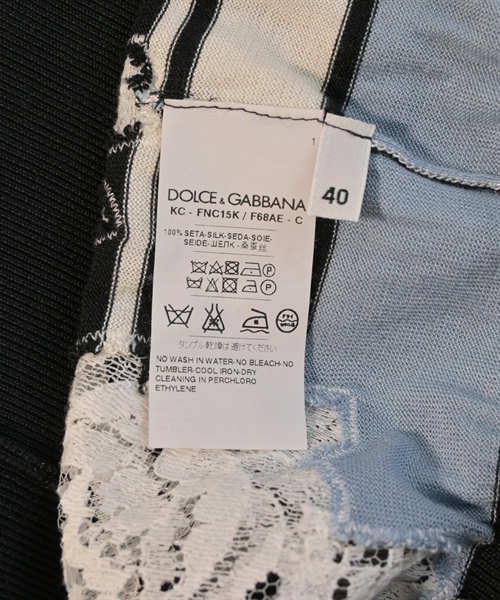 1
DOLCE & GABBANA
KC - FNC15K / F68AE - C
100% SETA-SILK-SEDA-SOIE-
SEIDE-ШЕЛК - 桑蚕丝
P
P
タンブル乾燥は避けてください
NO WASH IN WATER-NO BLEACH-NO
TUMBLER-COOL IRON-DRY
CLEANING IN PERCHLORO
ETHYLENE
40